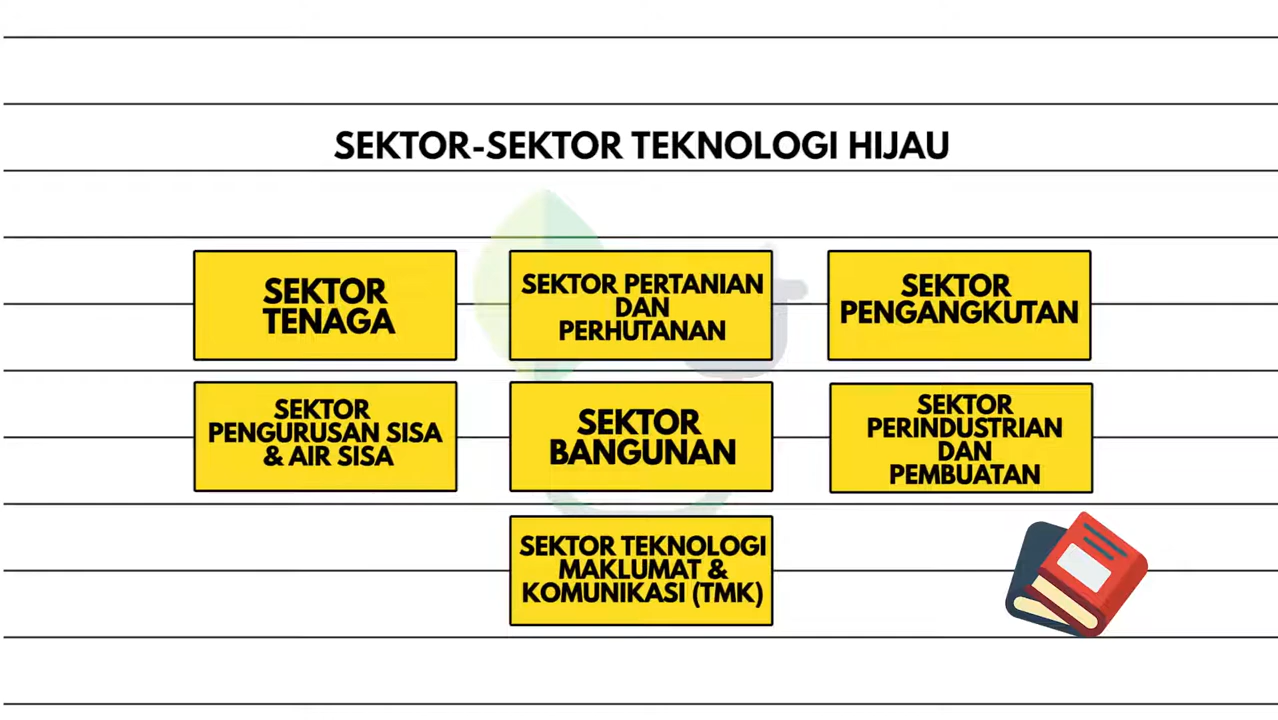 SEKTOR-SEKTOR TEKNOLOGI HIJAU
SEKTOR
TENAGA
SEKTOR PERTANIAN
DAN
PERHUTANAN
SEKTOR
PENGANGKUTAN
SEKTOR
PENGURUSAN SISA
& AIR SISA
SEKTOR
BANGUNAN
SEKTOR
PERINDUSTRIAN
DAN
PEMBUATAN
SEKTOR TEKNOLOGI
MAKLUMAT &
KOMUNIKASI (TMK)